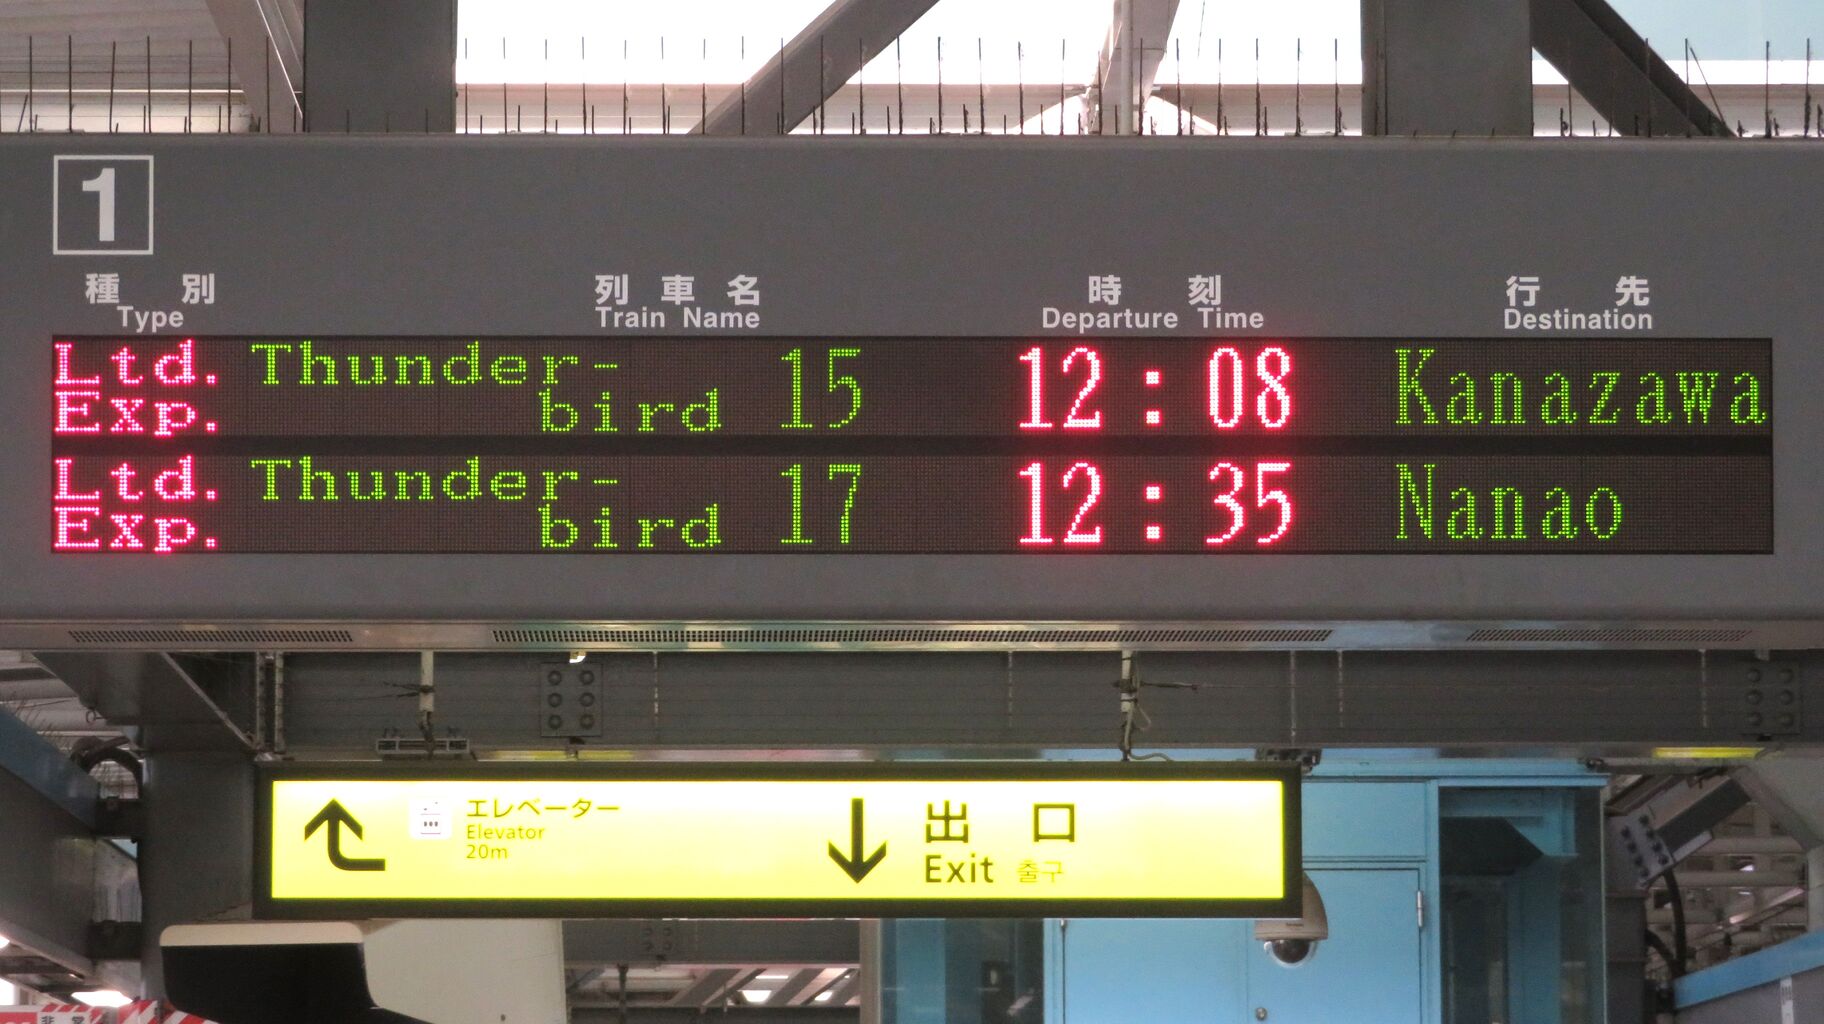 1
種別 列車名 時刻 行先
Type Train Name Departure Time Destination
Ltd. Exp. Thunder-bird 15 12:08 Kanazawa
Ltd. Exp. Thunder-bird 17 12:35 Nanao
エレベーター
Elevator
20m
出口
Exit 출구
非常